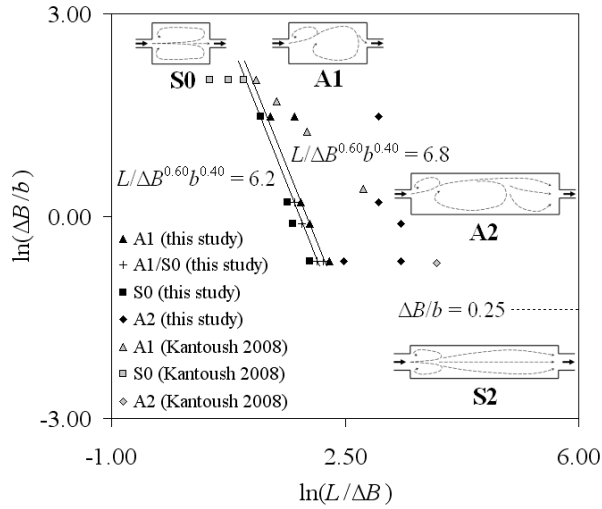 3.00
S0
A1
L/ΔB^0.60 b^0.40 = 6.8
L/ΔB^0.60 b^0.40 = 6.2
ln(ΔB/b)
0.00
A2
A1 (this study)
A1/S0 (this study)
S0 (this study)
A2 (this study)
A1 (Kantoush 2008)
S0 (Kantoush 2008)
A2 (Kantoush 2008)
ΔB/b = 0.25
S2
-3.00
-1.00
2.50
6.00
ln(L/ΔB)